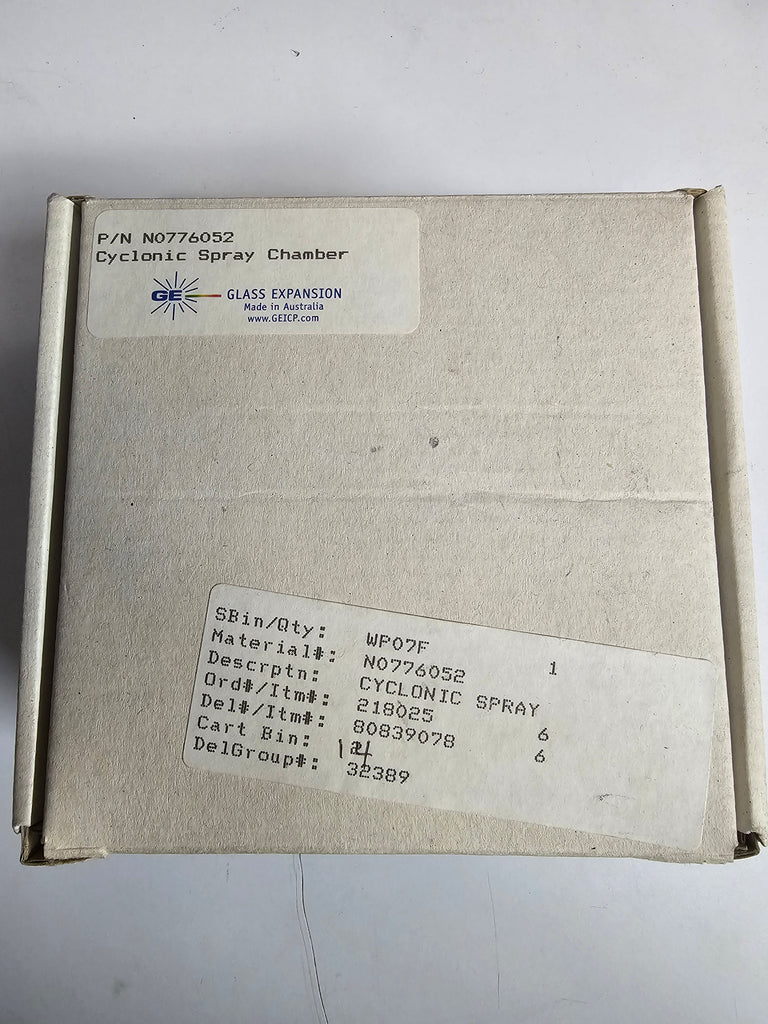 P/N N0776052
Cyclonic Spray Chamber
GE GLASS EXPANSION
Made in Australia
www.GEICP.com
SBin/Qty: WP07F 1
Material#: N0776052
Descrptn: CYCLONIC SPRAY
Ord#/Itm#: 218025 6
Del#/Itm#: 80839078 6
Cart Bin: 14
DelGroup#: 32389